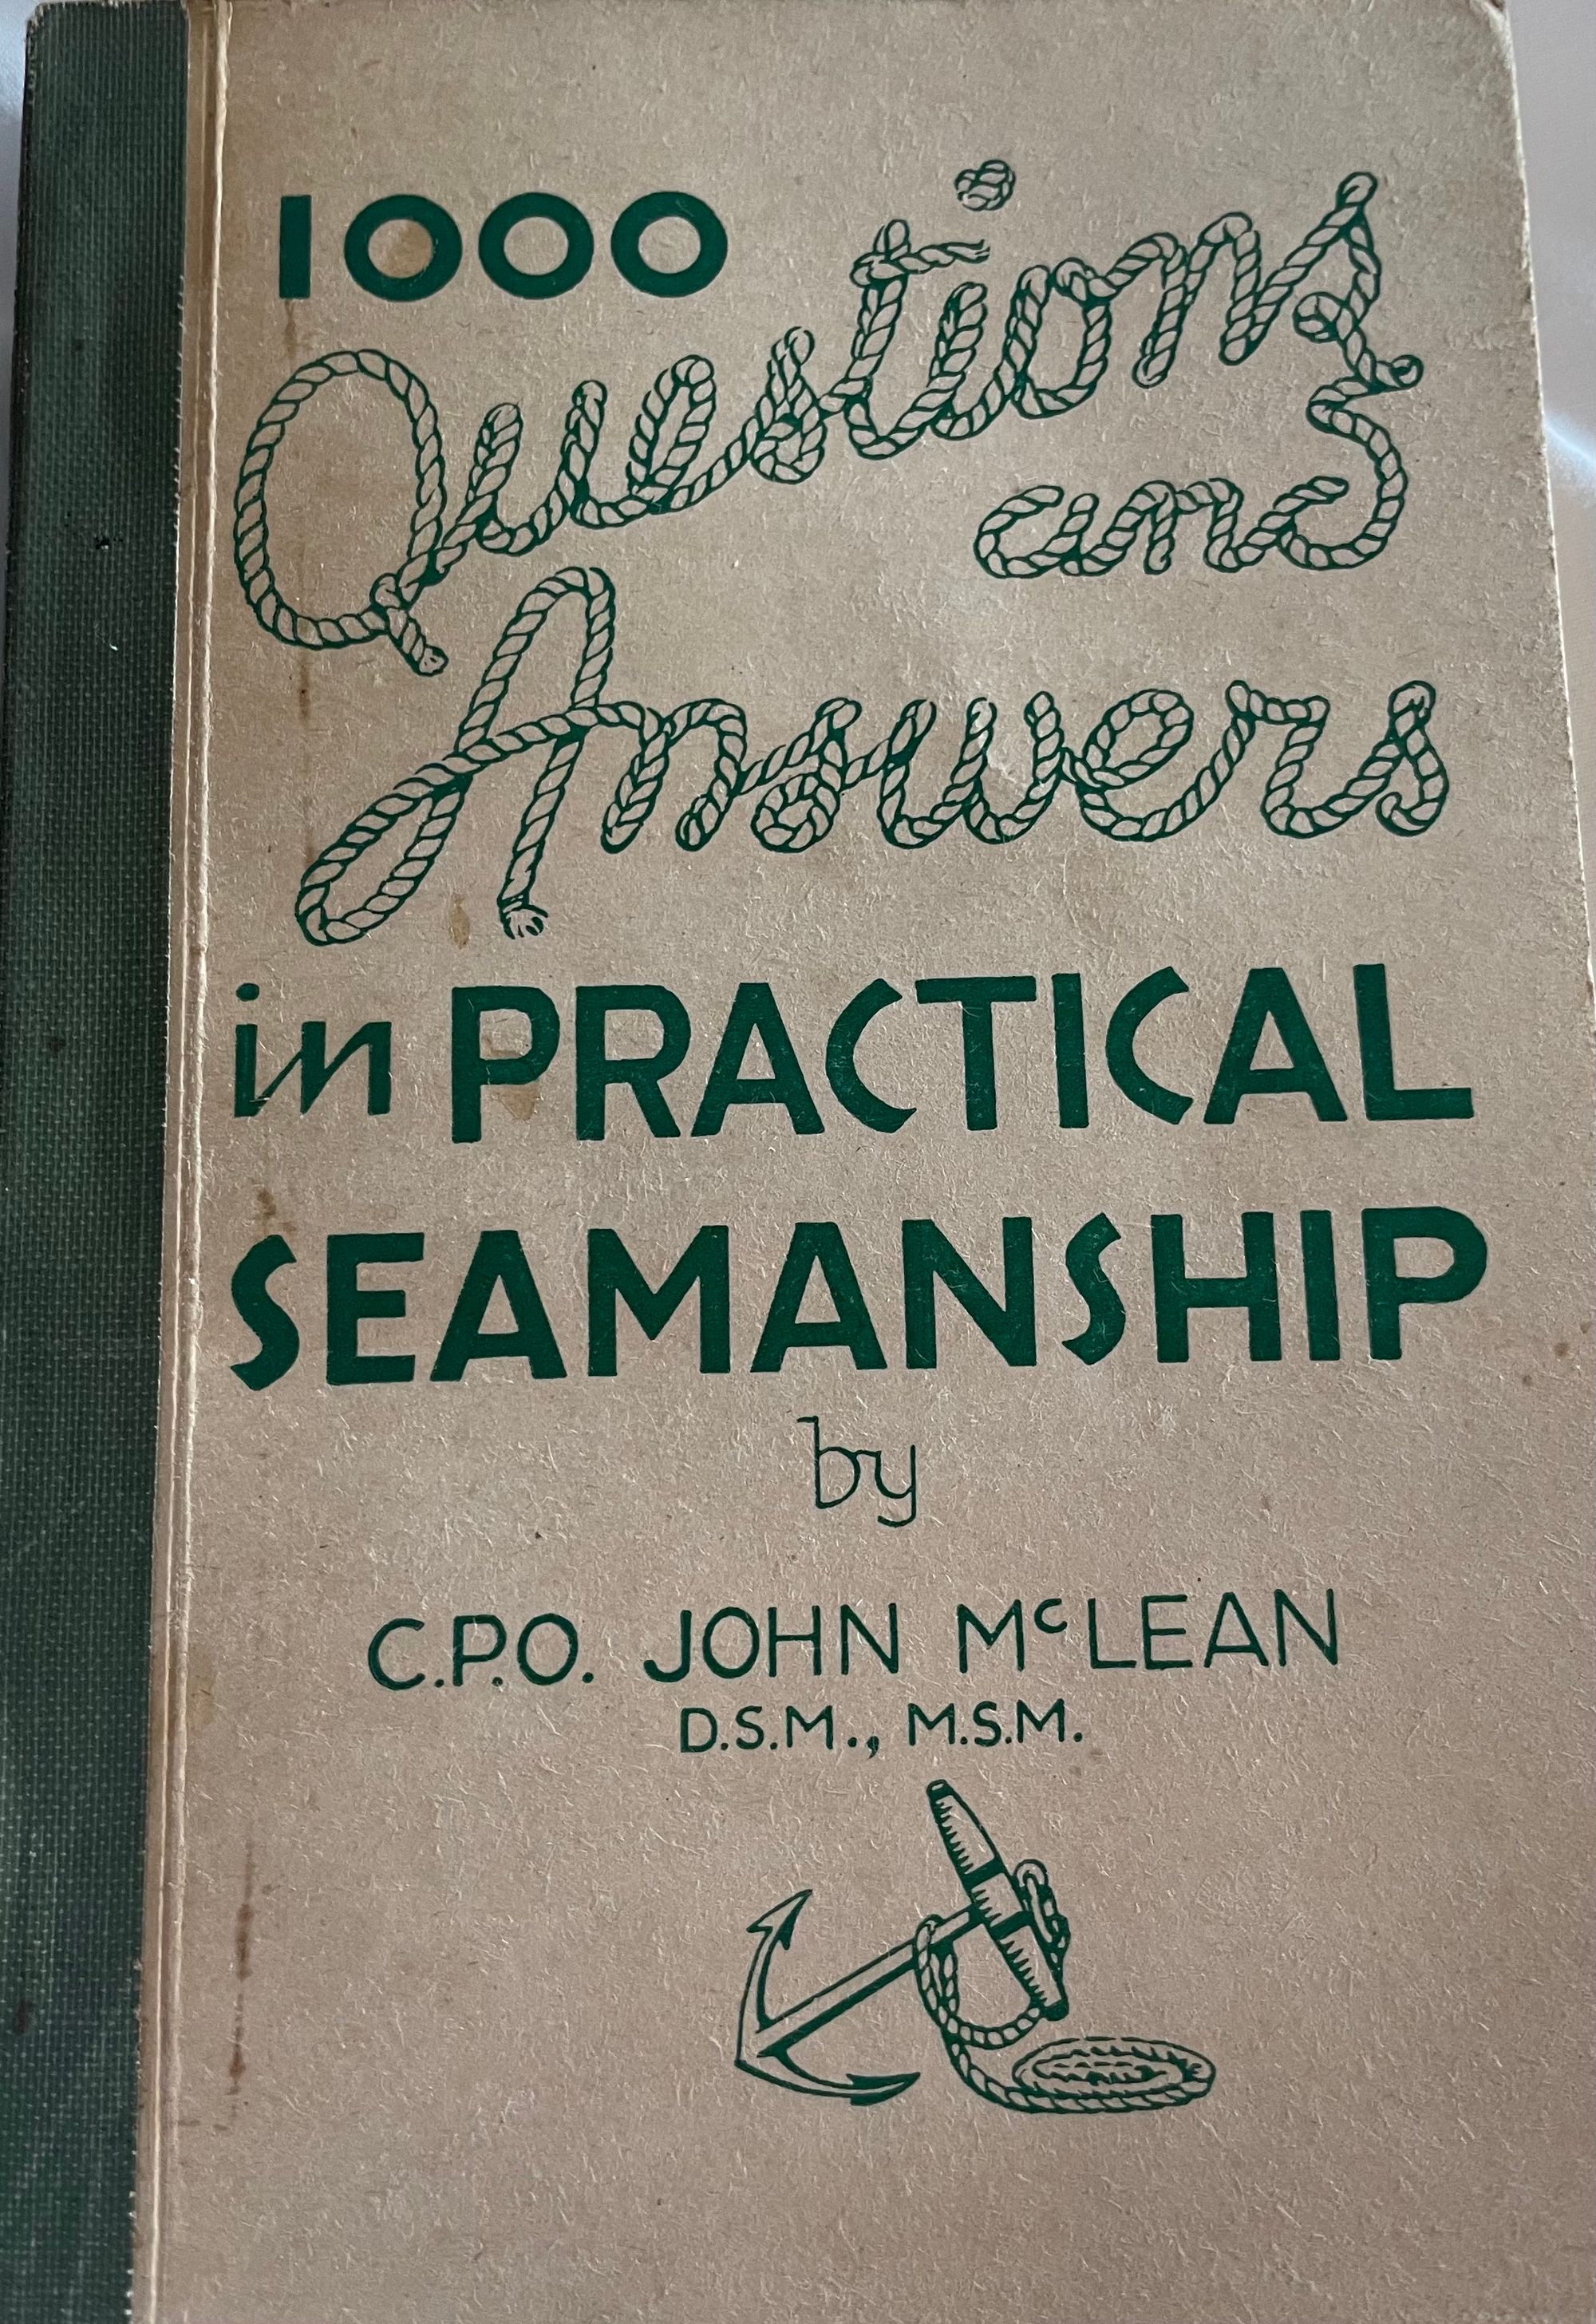 1000
Questions
and
Answers
in PRACTICAL
SEAMANSHIP
by
C.P.O. JOHN McLEAN
D.S.M., M.S.M.